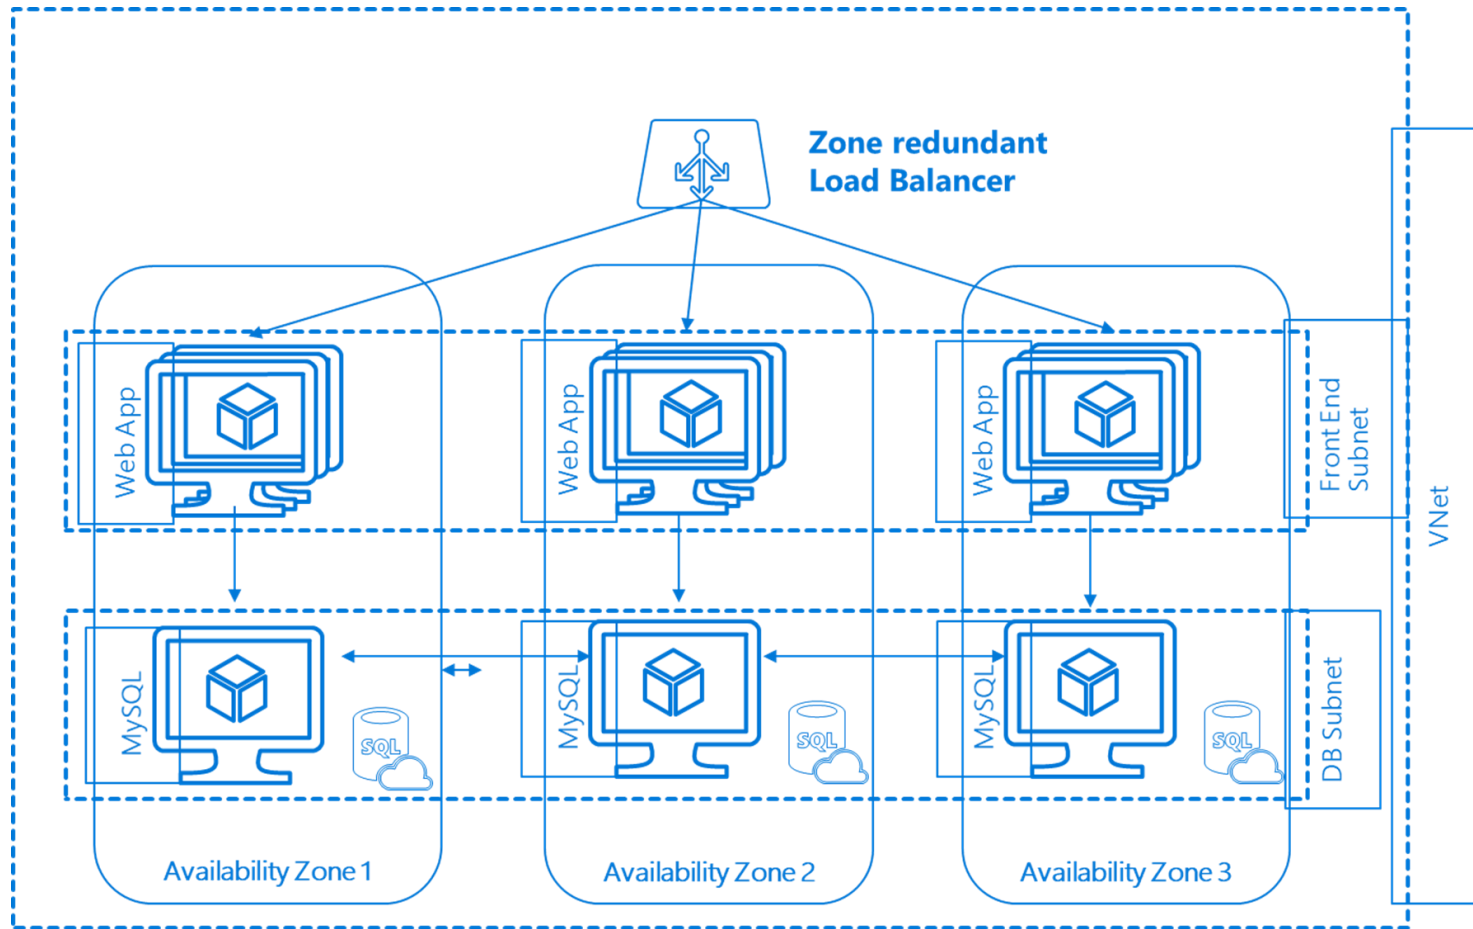 Zone redundant
Load Balancer
Web App
Web App
Web App
Front End
Subnet
VNet
MySQL
MySQL
MySQL
SQL
SQL
SQL
DB Subnet
Availability Zone 1
Availability Zone 2
Availability Zone 3